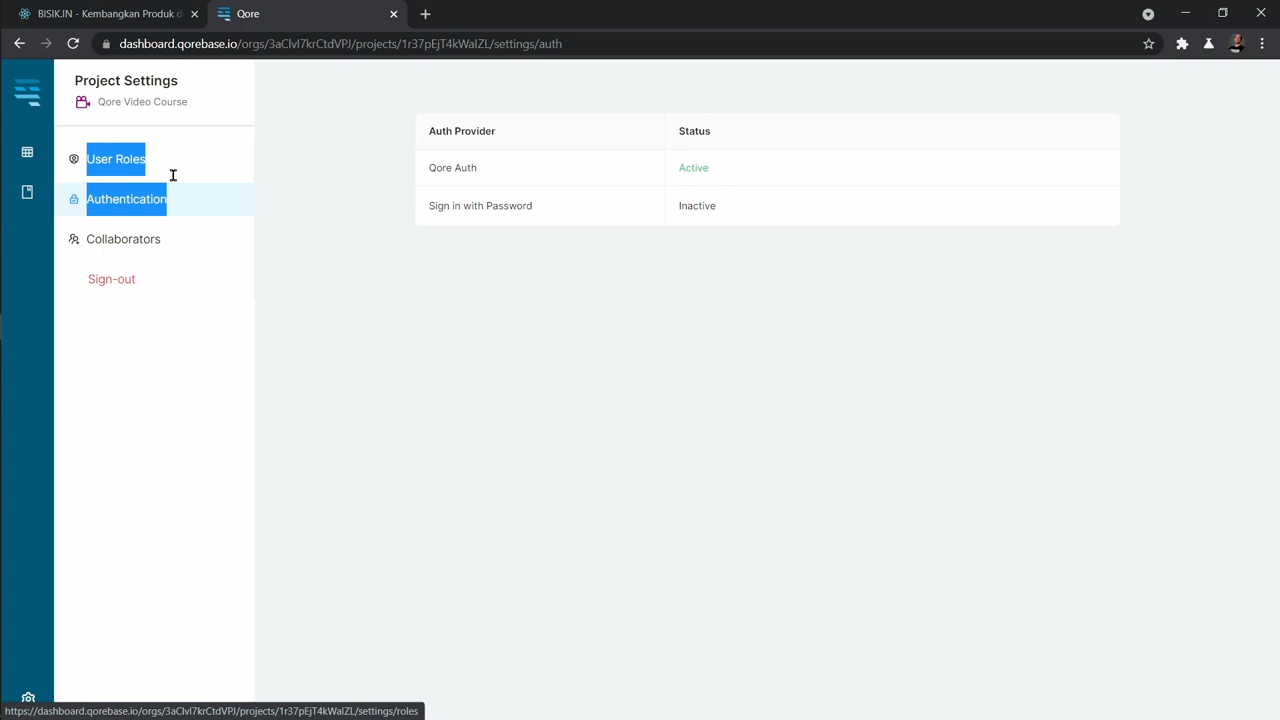 BISIK.IN - Kembangkan Produk d
Qore
dashboard.qorebase.io/orgs/3aClvI7krCtdVPJ/projects/1r37pEjT4kWaIZL/settings/auth
Project Settings
Qore Video Course
User Roles
Authentication
Collaborators
Sign-out
Auth Provider
Status
Qore Auth
Active
Sign in with Password
Inactive
https://dashboard.qorebase.io/orgs/3aClvI7krCtdVPJ/projects/1r37pEjT4kWaIZL/settings/roles